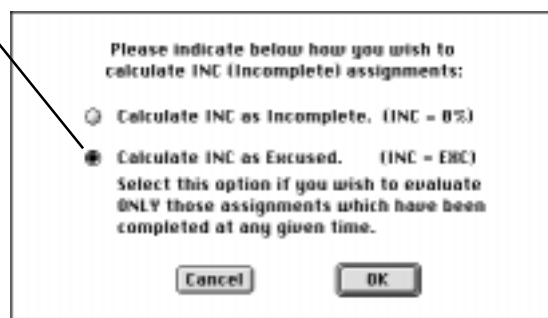 Please indicate below how you wish to
calculate INC (Incomplete) assignments:
Calculate INC as Incomplete. (INC = 0%)
Calculate INC as Excused. (INC = EXC)
Select this option if you wish to evaluate
ONLY those assignments which have been
completed at any given time.
Cancel OK